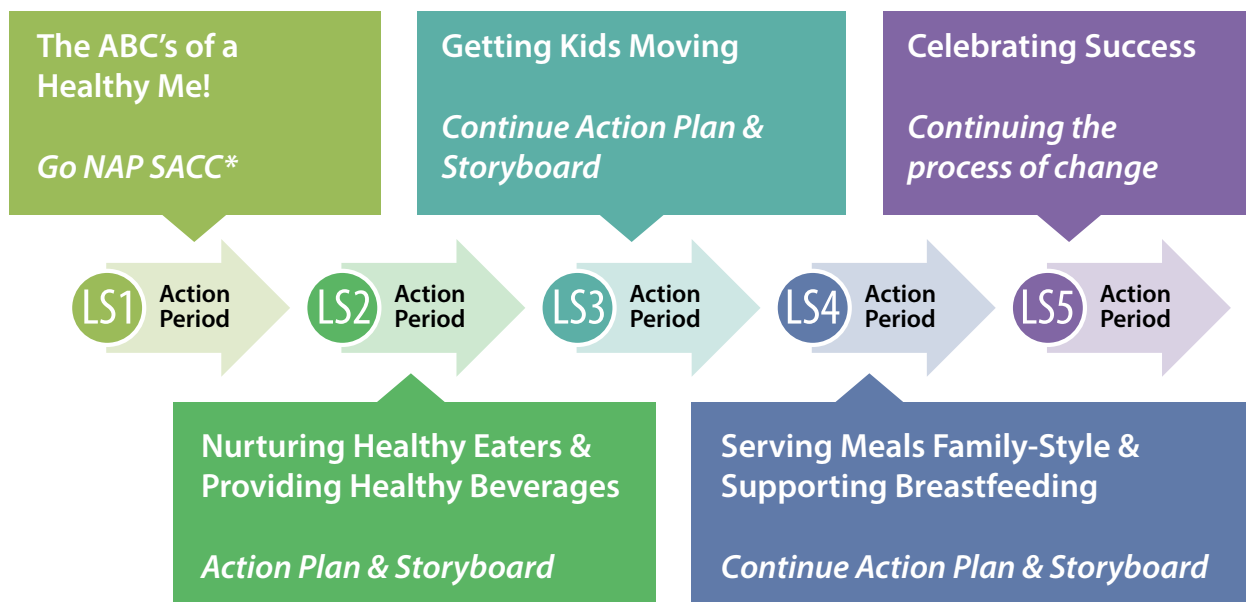 The ABC’s of a
Healthy Me!
Go NAP SACC*
Getting Kids Moving
Continue Action Plan &
Storyboard
Celebrating Success
Continuing the
process of change
LS1
Action
Period
LS2
Action
Period
LS3
Action
Period
LS4
Action
Period
LS5
Action
Period
Nurturing Healthy Eaters &
Providing Healthy Beverages
Action Plan & Storyboard
Serving Meals Family-Style &
Supporting Breastfeeding
Continue Action Plan & Storyboard